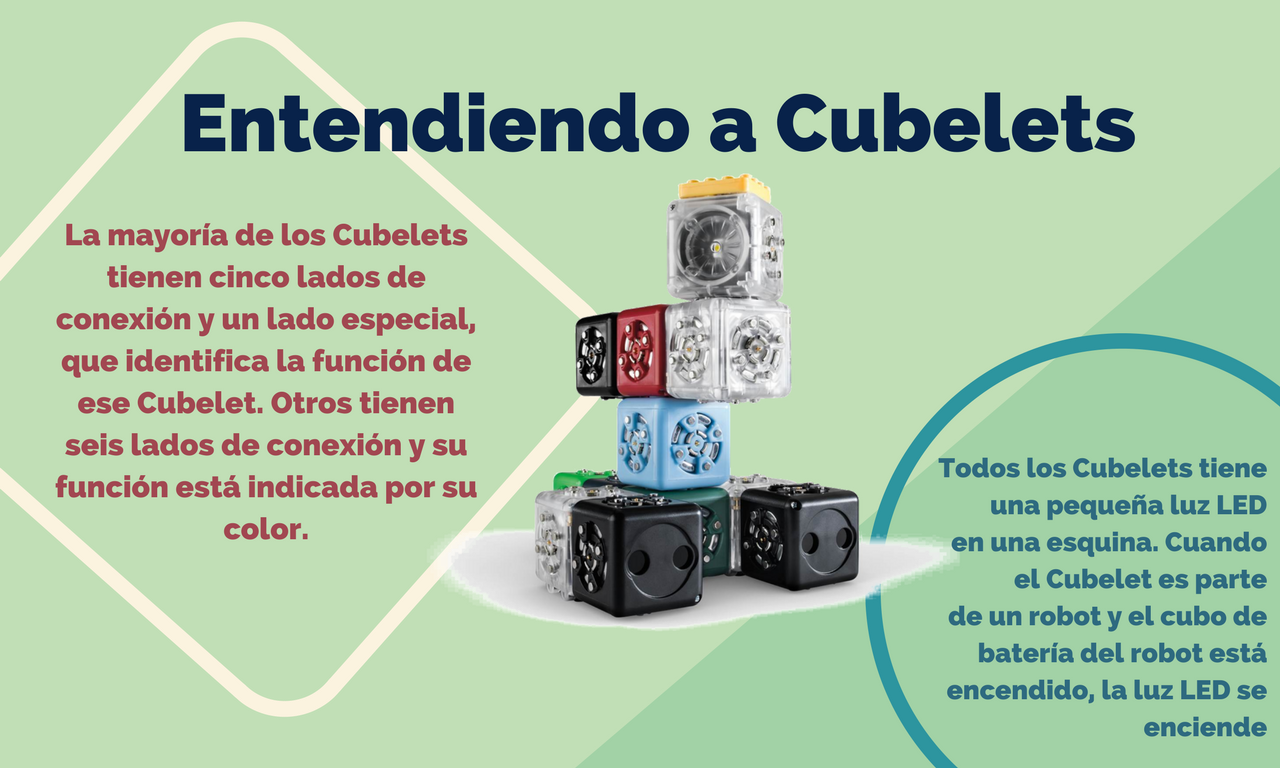 Entendiendo a Cubelets
La mayoría de los Cubelets
tienen cinco lados de
conexión y un lado especial,
que identifica la función de
ese Cubelet. Otros tienen
seis lados de conexión y su
función está indicada por su
color.
Todos los Cubelets tiene
una pequeña luz LED
en una esquina. Cuando
el Cubelet es parte
de un robot y el cubo de
batería del robot está
encendido, la luz LED se
enciende